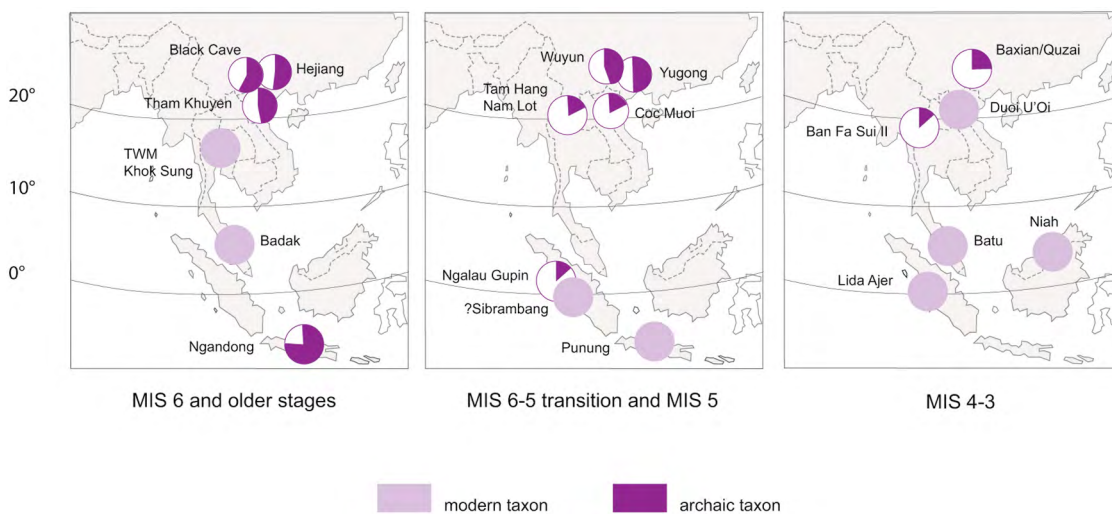 20°
10°
0°
Black Cave
Hejiang
Tham Khuyen
TWM
Khok Sung
Badak
Ngandong
MIS 6 and older stages
Wuyun
Yugong
Tam Hang
Nam Lot
Coc Muoi
Ngalau Gupin
?Sibrambang
Punung
MIS 6-5 transition and MIS 5
Baxian/Quzai
Duoi U'Oi
Ban Fa Sui II
Niah
Batu
Lida Ajer
MIS 4-3
modern taxon
archaic taxon